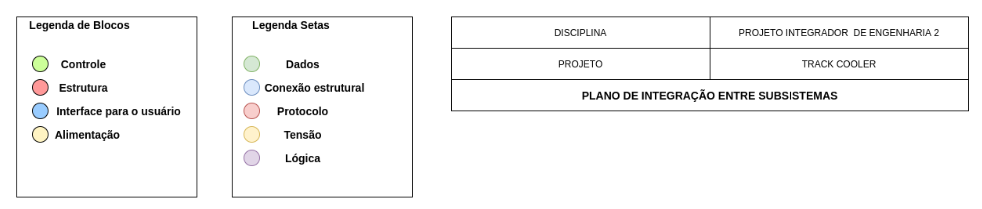 Legenda de Blocos
Controle
Estrutura
Interface para o usuário
Alimentação
Legenda Setas
Dados
Conexão estrutural
Protocolo
Tensão
Lógica
DISCIPLINA
PROJETO INTEGRADOR DE ENGENHARIA 2
PROJETO
TRACK COOLER
PLANO DE INTEGRAÇÃO ENTRE SUBSISTEMAS